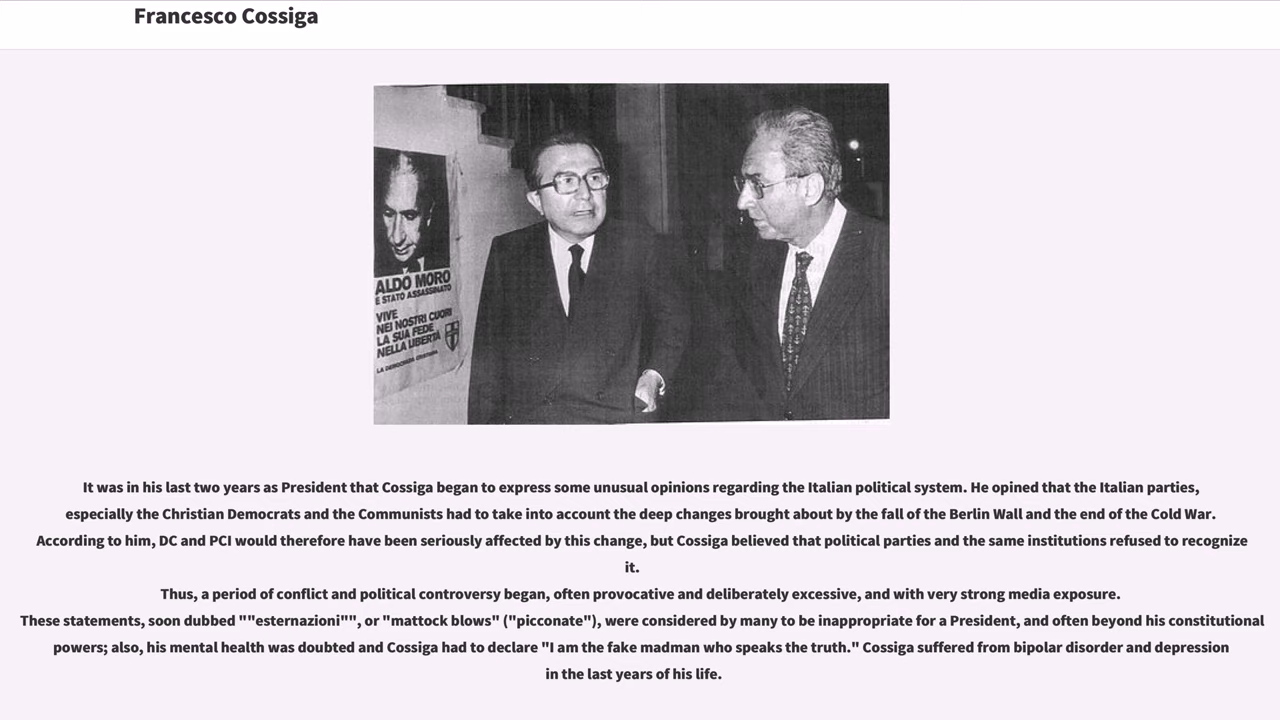 Francesco Cossiga
ALDO MORO
E STATO ASSASSINATO
VIVE
NEI NOSTRI CUORI
LA SUA FEDE
NELLA LIBERTÀ
LA DEMOCRAZIA CRISTIANA
It was in his last two years as President that Cossiga began to express some unusual opinions regarding the Italian political system. He opined that the Italian parties,
especially the Christian Democrats and the Communists had to take into account the deep changes brought about by the fall of the Berlin Wall and the end of the Cold War.
According to him, DC and PCI would therefore have been seriously affected by this change, but Cossiga believed that political parties and the same institutions refused to recognize
it.
Thus, a period of conflict and political controversy began, often provocative and deliberately excessive, and with very strong media exposure.
These statements, soon dubbed ""esternazioni"", or "mattock blows" ("picconate"), were considered by many to be inappropriate for a President, and often beyond his constitutional
powers; also, his mental health was doubted and Cossiga had to declare "I am the fake madman who speaks the truth." Cossiga suffered from bipolar disorder and depression
in the last years of his life.